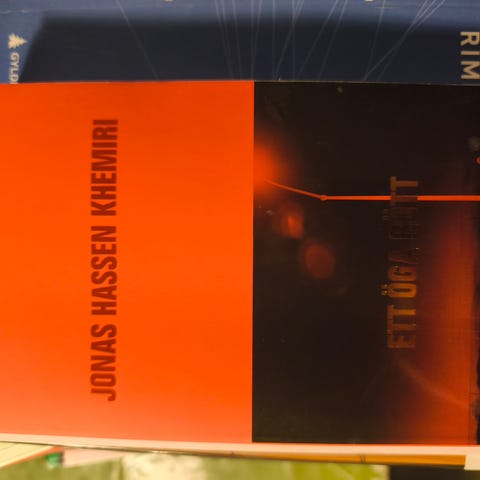 JONAS HASSEN KHEMIRI
ETT ÖGA RÖTT
RIM